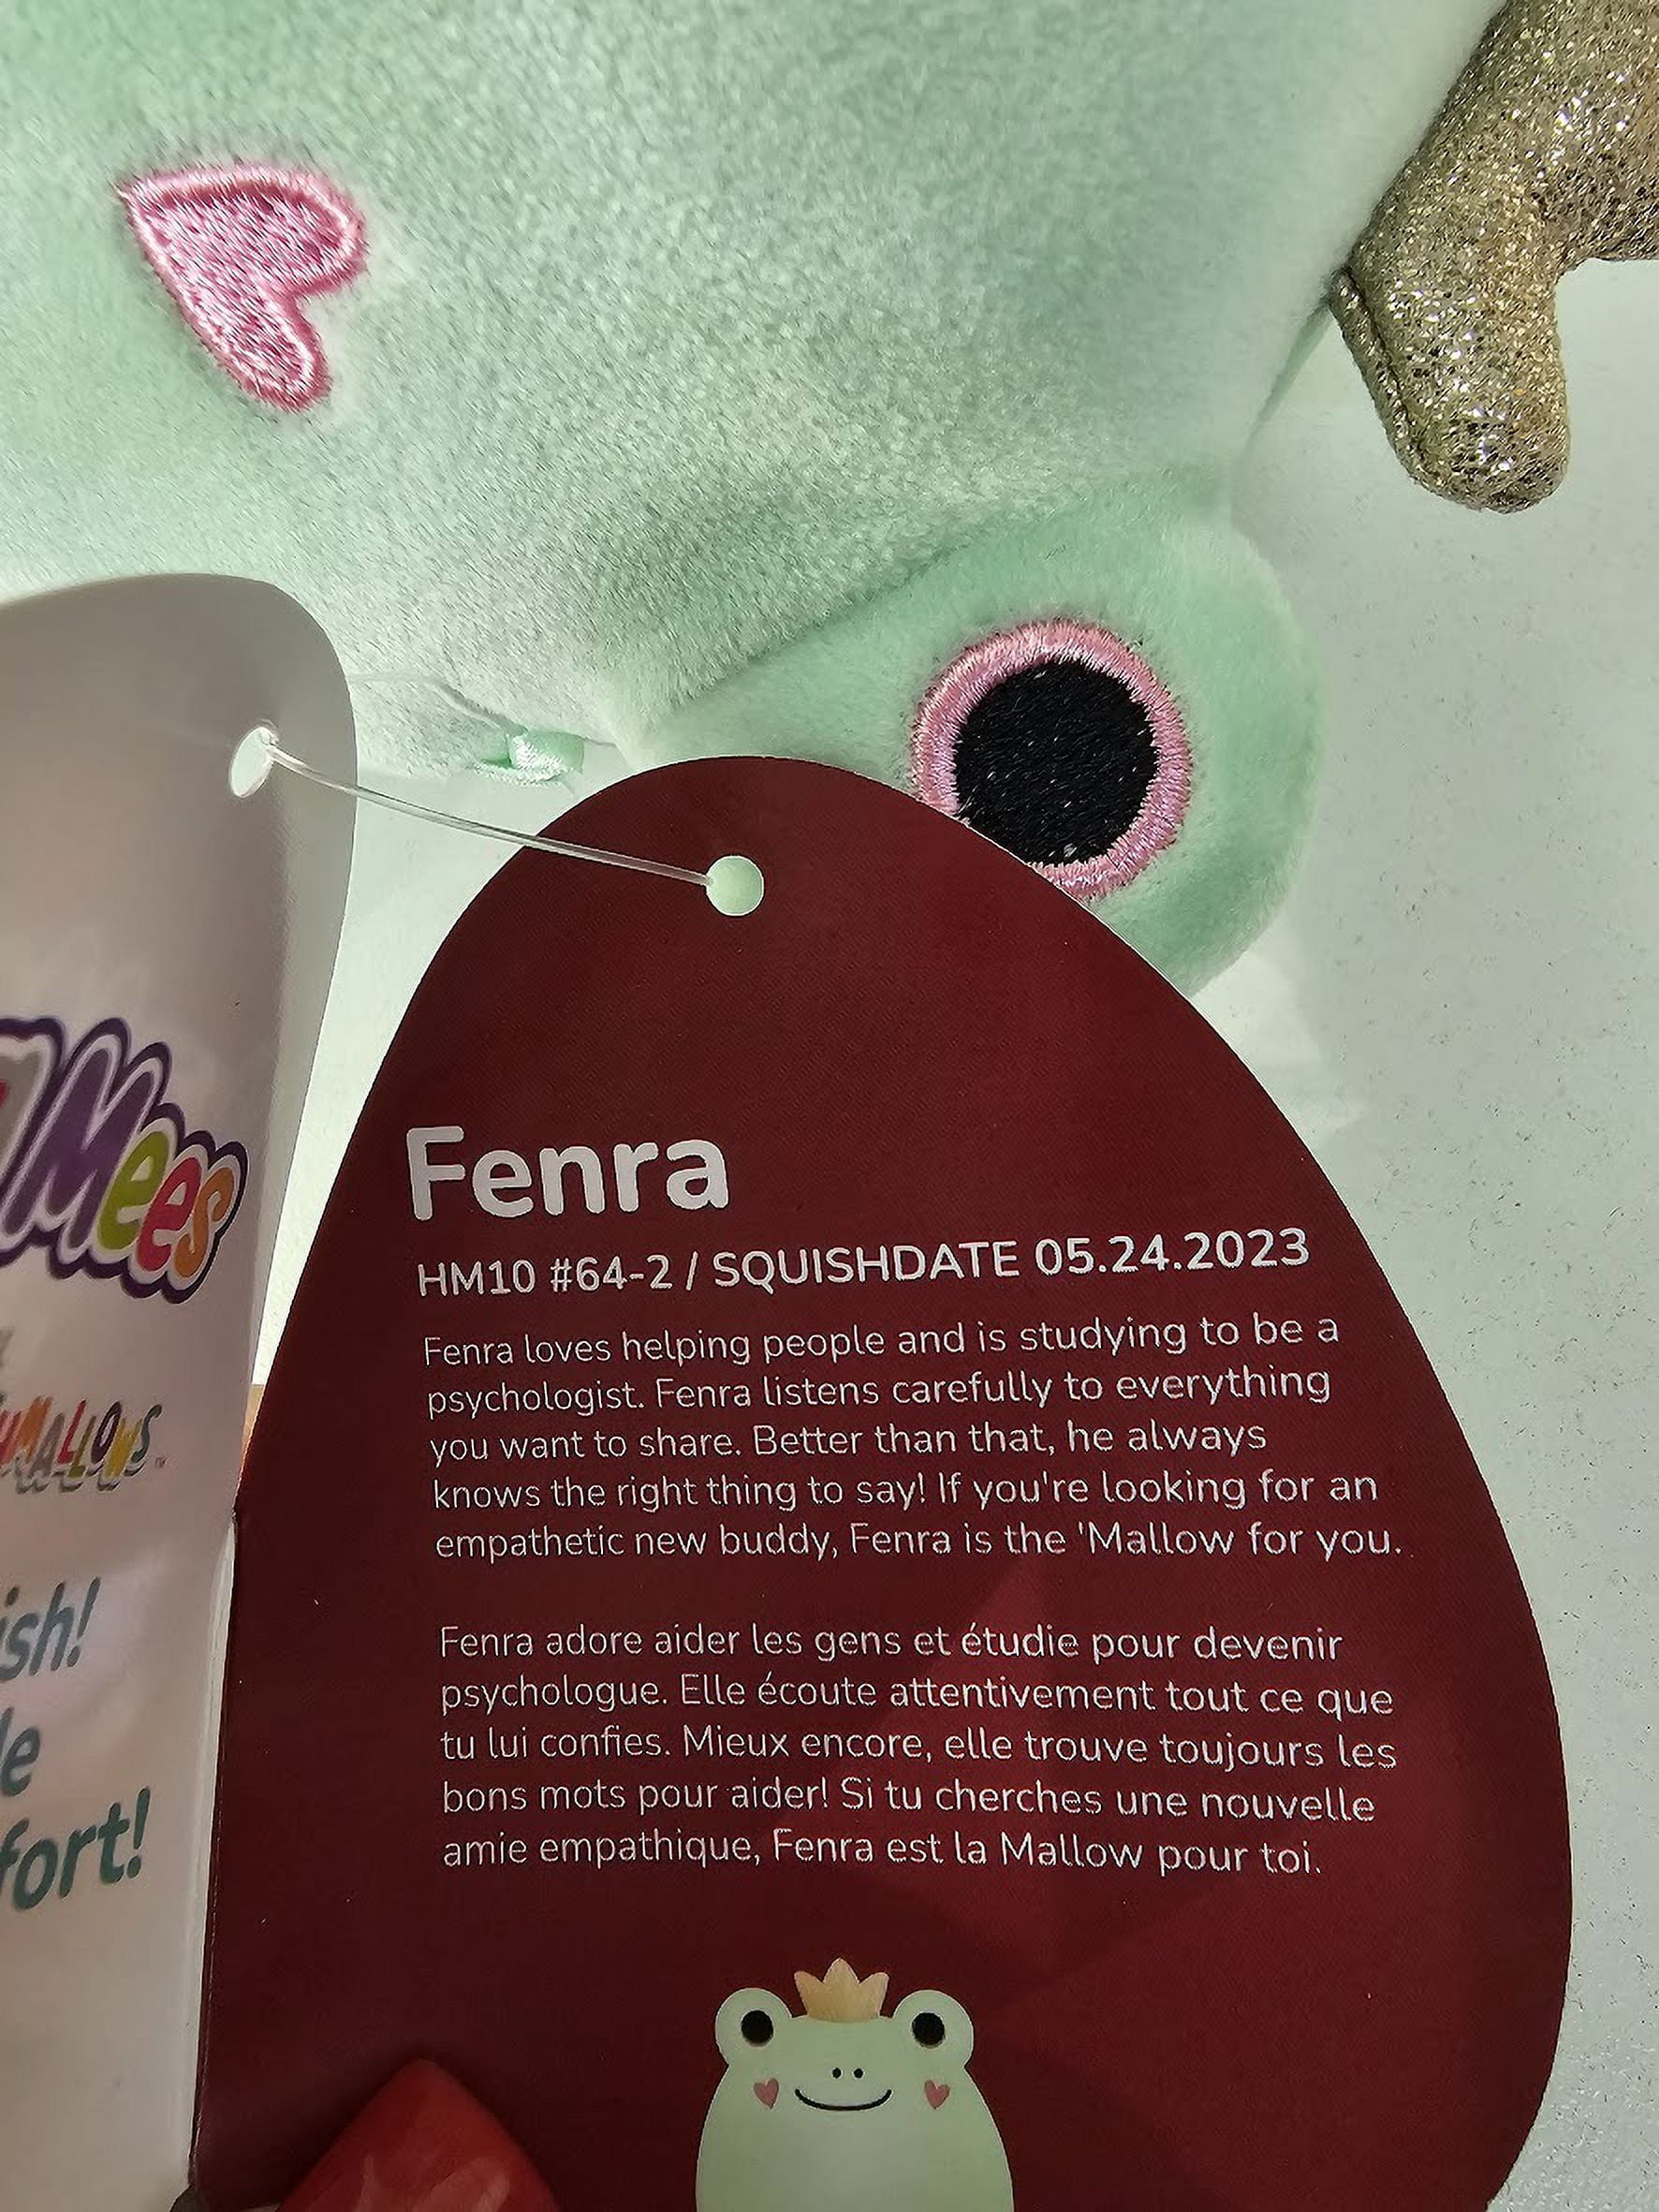 Mees
MALLOWS™
ish!
le
fort!
Fenra
HM10 #64-2 / SQUISHDATE 05.24.2023
Fenra loves helping people and is studying to be a
psychologist. Fenra listens carefully to everything
you want to share. Better than that, he always
knows the right thing to say! If you're looking for an
empathetic new buddy, Fenra is the 'Mallow for you.
Fenra adore aider les gens et étudie pour devenir
psychologue. Elle écoute attentivement tout ce que
tu lui confies. Mieux encore, elle trouve toujours les
bons mots pour aider! Si tu cherches une nouvelle
amie empathique, Fenra est la Mallow pour toi.